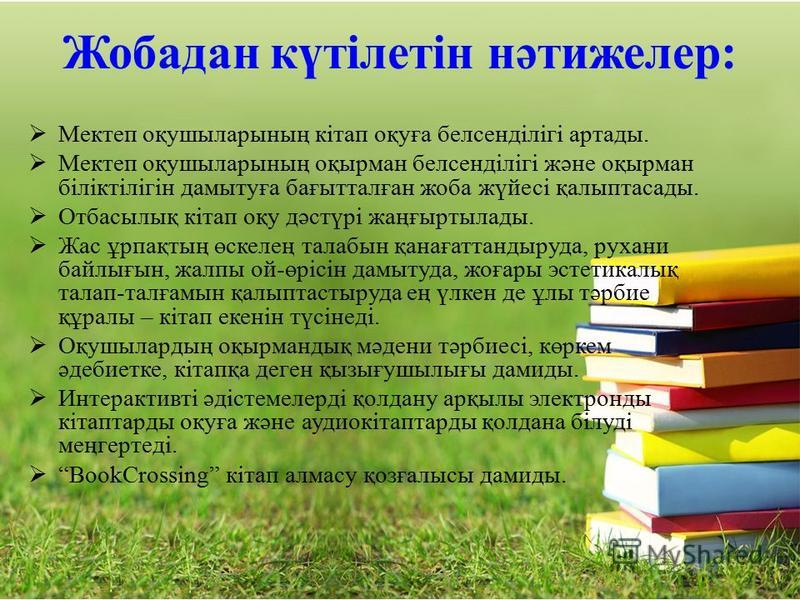 Жобадан күтілетін нәтижелер:
➢ Мектеп оқушыларының кітап оқуға белсенділігі артады.
➢ Мектеп оқушыларының оқырман белсенділігі және оқырман
біліктілігін дамытуға бағытталған жоба жүйесі қалыптасады.
➢ Отбасылық кітап оқу дәстүрі жаңғыртылады.
➢ Жас ұрпақтың өскелең талабын қанағаттандыруда, рухани
байлығын, жалпы ой-өрісін дамытуда, жоғары эстетикалық
талап-талғамын қалыптастыруда ең үлкен де ұлы тәрбие
құралы – кітап екенін түсінеді.
➢ Оқушылардың оқырмандық мәдени тәрбиесі, көркем
әдебиетке, кітапқа деген қызығушылығы дамиды.
➢ Интерактивті әдістемелерді қолдану арқылы электронды
кітаптарды оқуға және аудиокітаптарды қолдана білуді
меңгертеді.
➢ “BookCrossing” кітап алмасу қозғалысы дамиды.
MyShared